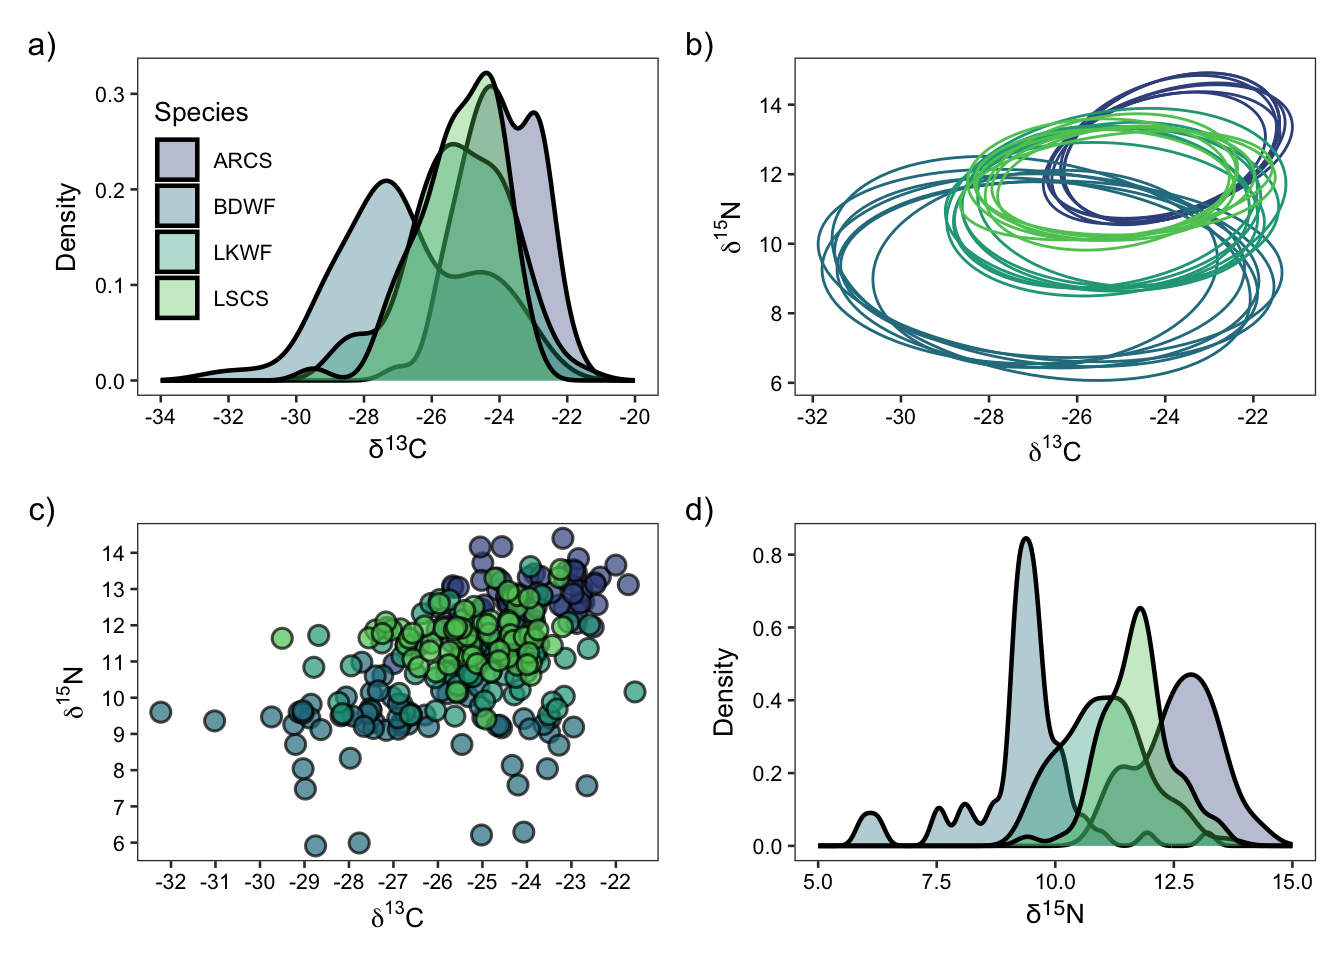 a)
Density
0.3
0.2
0.1
0.0
Species
ARCS
BDWF
LKWF
LSCS
-34 -32 -30 -28 -26 -24 -22 -20
δ¹³C
b)
δ¹⁵N
14
12
10
8
6
-32 -30 -28 -26 -24 -22
δ¹³C
c)
δ¹⁵N
14
13
12
11
10
9
8
7
6
-32 -31 -30 -29 -28 -27 -26 -25 -24 -23 -22
δ¹³C
d)
Density
0.8
0.6
0.4
0.2
0.0
5.0 7.5 10.0 12.5 15.0
δ¹⁵N